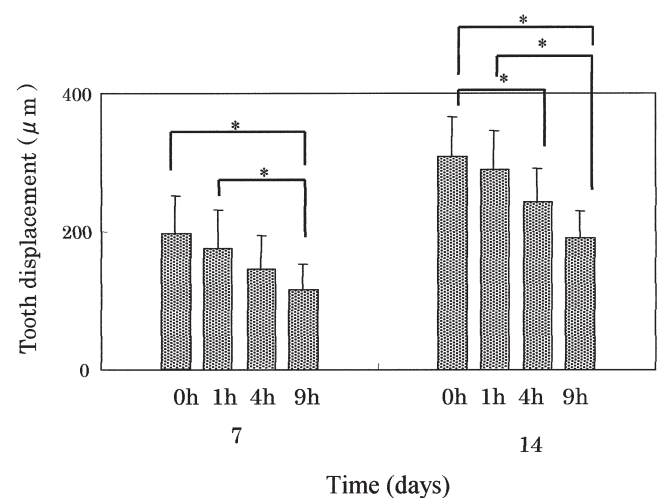 *
*
400
*
*
*
200
0
Tooth displacement (μm)
0h 1h 4h 9h
0h 1h 4h 9h
7
14
Time (days)